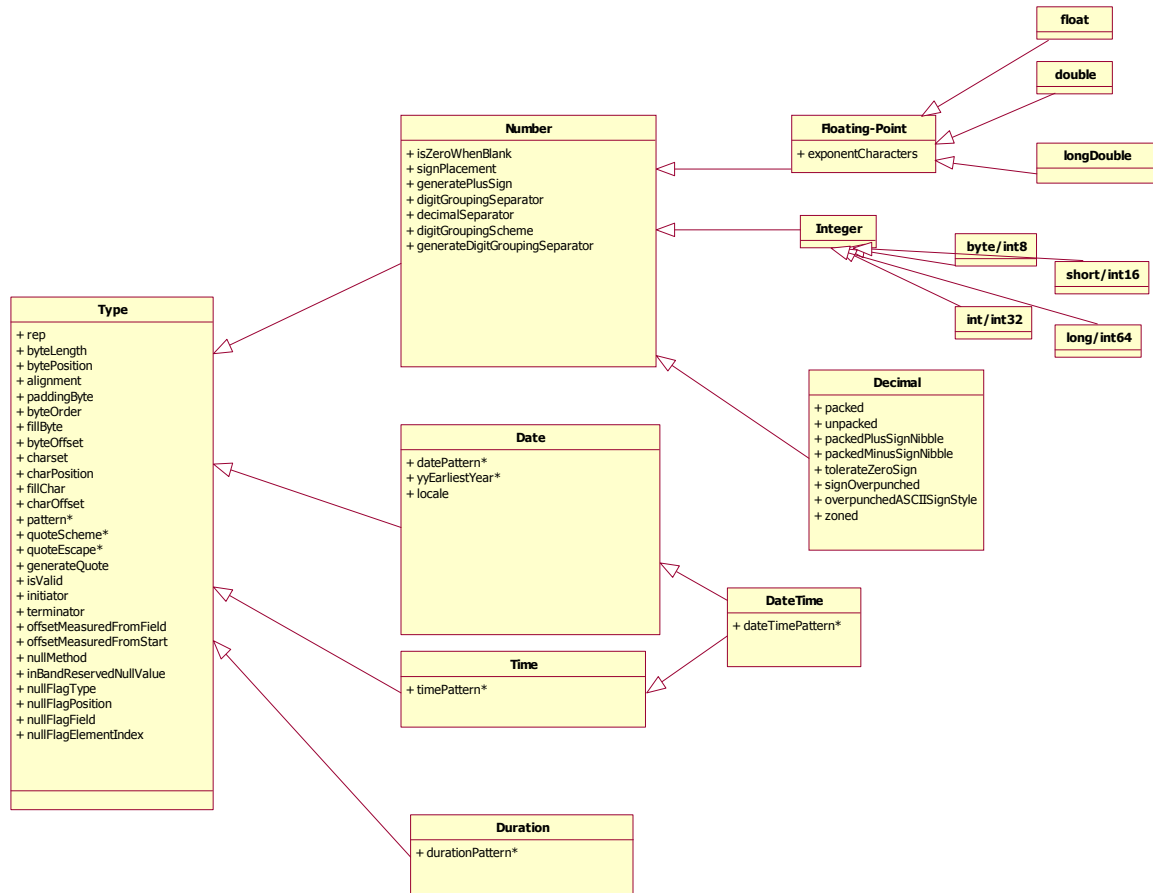 float
double
Number
+ isZeroWhenBlank
+ signPlacement
+ generatePlusSign
+ digitGroupingSeparator
+ decimalSeparator
+ digitGroupingScheme
+ generateDigitGroupingSeparator
Floating-Point
+ exponentCharacters
longDouble
Integer
byte/int8
short/int16
int/int32
long/int64
Type
+ rep
+ byteLength
+ bytePosition
+ alignment
+ paddingByte
+ byteOrder
+ fillByte
+ byteOffset
+ charset
+ charPosition
+ fillChar
+ charOffset
+ pattern*
+ quoteScheme*
+ quoteEscape*
+ generateQuote
+ isValid
+ initiator
+ terminator
+ offsetMeasuredFromField
+ offsetMeasuredFromStart
+ nullMethod
+ inBandReservedNullValue
+ nullFlagType
+ nullFlagPosition
+ nullFlagField
+ nullFlagElementIndex
Decimal
+ packed
+ unpacked
+ packedPlusSignNibble
+ packedMinusSignNibble
+ tolerateZeroSign
+ signOverpunched
+ overpunchedASCIISignStyle
+ zoned
Date
+ datePattern*
+ yyEarliestYear*
+ locale
DateTime
+ dateTimePattern*
Time
+ timePattern*
Duration
+ durationPattern*